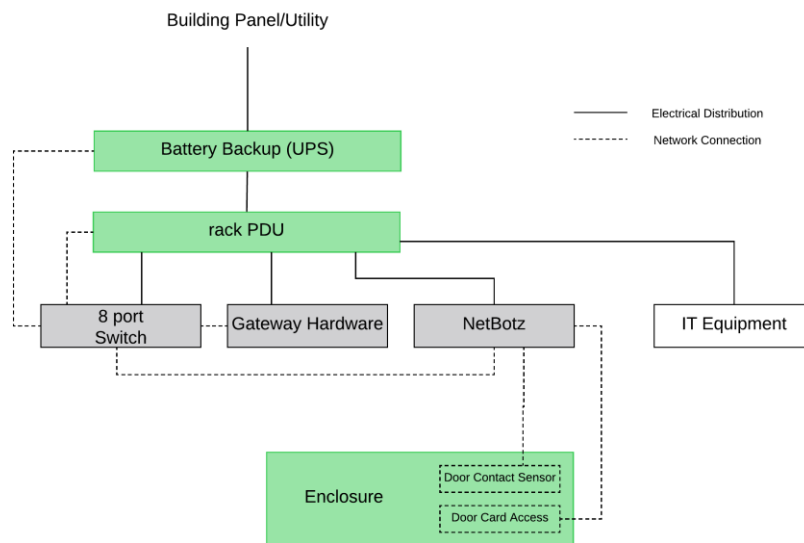 Building Panel/Utility
Electrical Distribution
Network Connection
Battery Backup (UPS)
rack PDU
8 port
Switch
Gateway Hardware
NetBotz
IT Equipment
Door Contact Sensor
Enclosure
Door Card Access